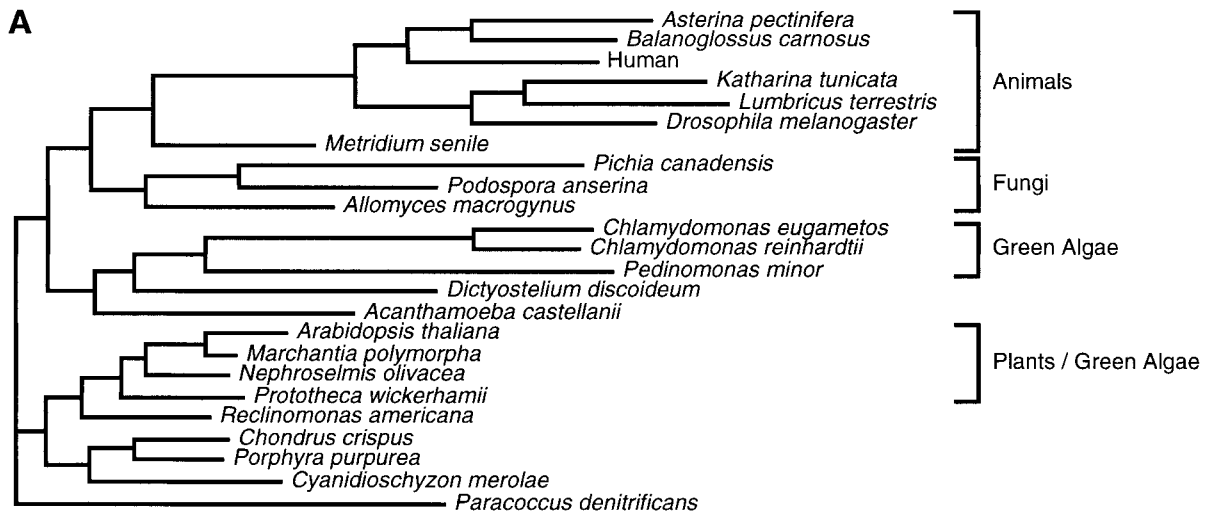 A
Asterina pectinifera
Balanoglossus carnosus
Human
Katharina tunicata
Lumbricus terrestris
Drosophila melanogaster
Metridium senile
Animals
Pichia canadensis
Podospora anserina
Allomyces macrogynus
Fungi
Chlamydomonas eugametos
Chlamydomonas reinhardtii
Pedinomonas minor
Green Algae
Dictyostelium discoideum
Acanthamoeba castellanii
Arabidopsis thaliana
Marchantia polymorpha
Nephroselmis olivacea
Prototheca wickerhamii
Plants / Green Algae
Reclinomonas americana
Chondrus crispus
Porphyra purpurea
Cyanidioschyzon merolae
Paracoccus denitrificans